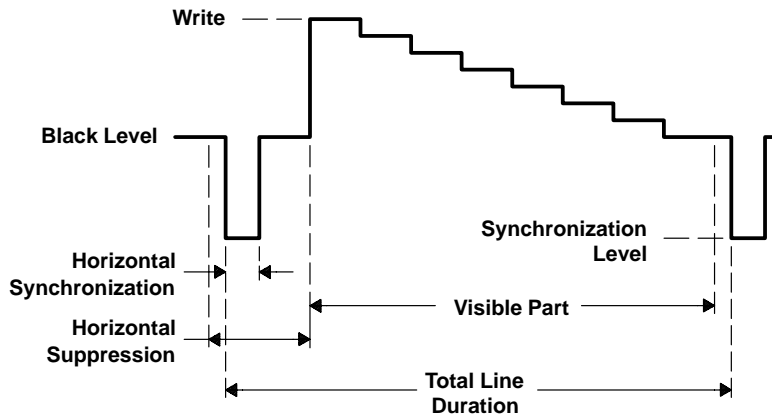 Write
Black Level
Synchronization
Level
Horizontal
Synchronization
Visible Part
Horizontal
Suppression
Total Line
Duration